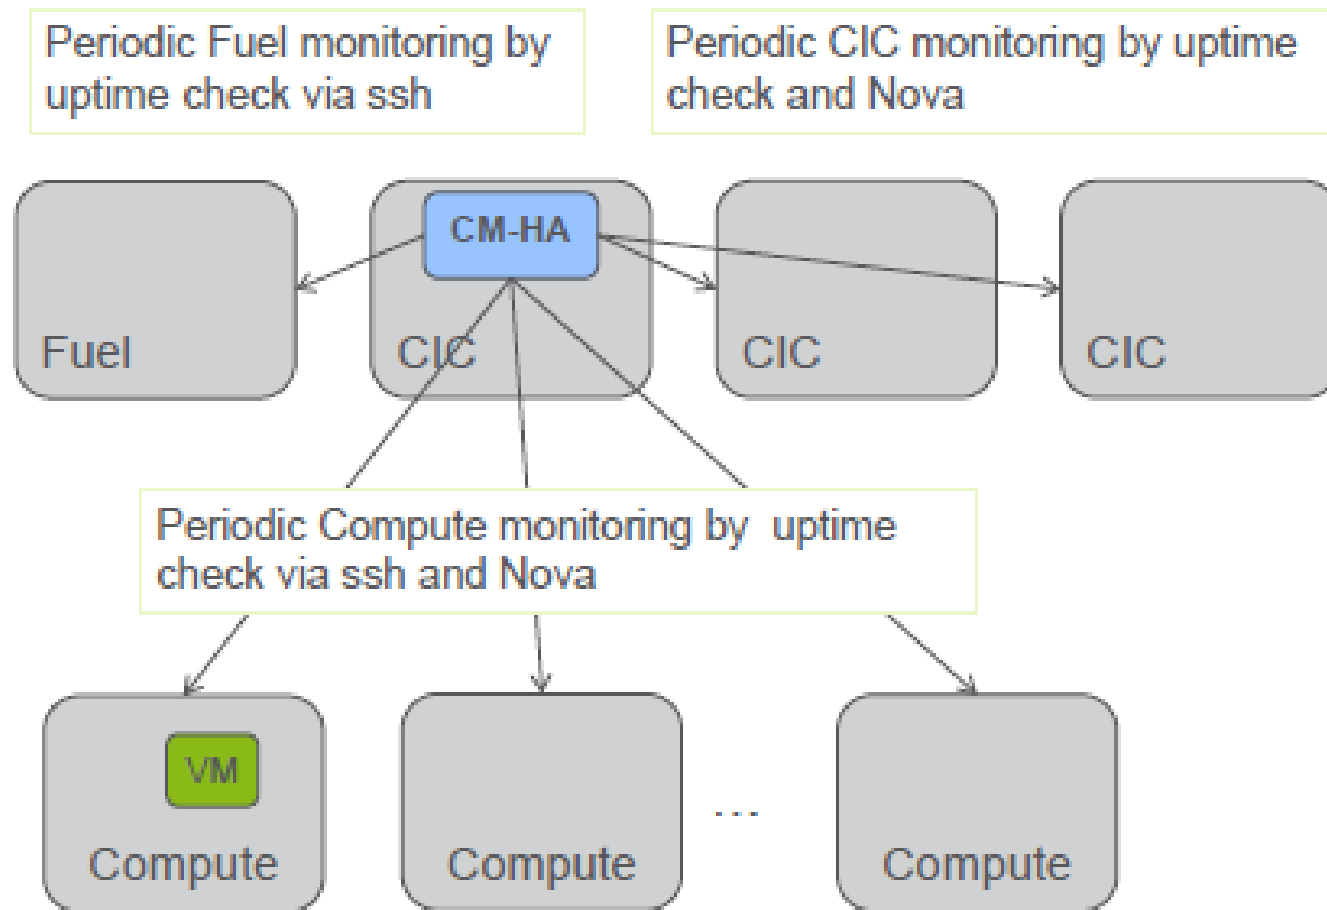 Periodic Fuel monitoring by
uptime check via ssh
Periodic CIC monitoring by uptime
check and Nova
CM-HA
Fuel
CIC
CIC
CIC
Periodic Compute monitoring by  uptime
check via ssh and Nova
VM
...
Compute
Compute
Compute